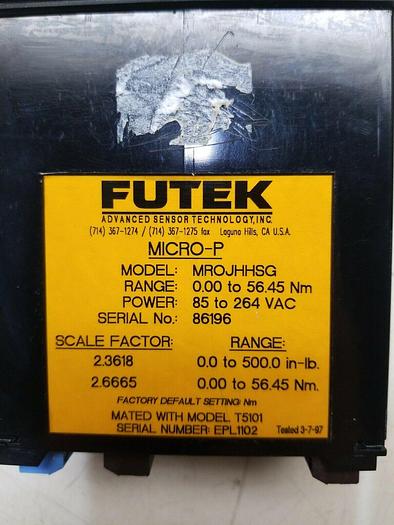 FUTEK
ADVANCED SENSOR TECHNOLOGY, INC.
(714) 367-1274 / (714) 367-1275 fax Laguna Hills, CA U.S.A.
MICRO-P
MODEL: MROJHHSG
RANGE: 0.00 to 56.45 Nm
POWER: 85 to 264 VAC
SERIAL No.: 86196
SCALE FACTOR: RANGE:
2.3618 0.0 to 500.0 in-lb.
2.6665 0.00 to 56.45 Nm.
FACTORY DEFAULT SETTING: Nm
MATED WITH MODEL T5101
SERIAL NUMBER: EPL1102 Tested 3-7-97